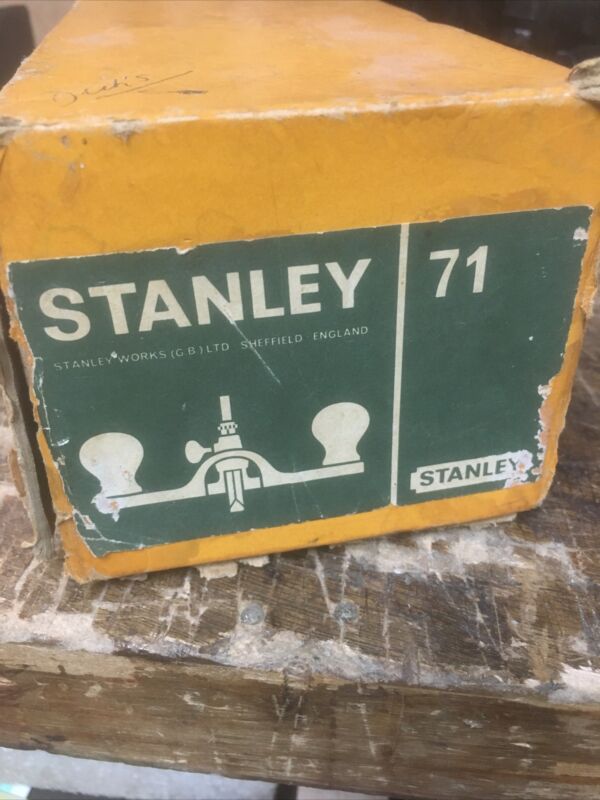 STANLEY
71
STANLEY WORKS (G.B) LTD SHEFFIELD ENGLAND
STANLEY